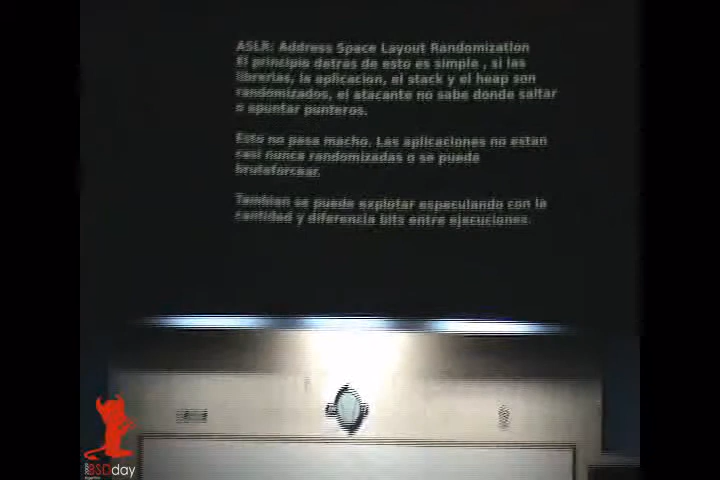 ASLR: Address Space Layout Randomization
El principio detrás de esto es simple , si las
librerias, la aplicacion, el stack y el heap son
randomizados, el atacante no sabe donde saltar
o apuntar punteros.
Esto no pasa macho. Las aplicaciones no estan
casi nunca randomizadas o se puede
bruteforcear.
Tambien se puede explotar especulando con la
cantidad y diferencia bits entre ejecuciones.
BSDday